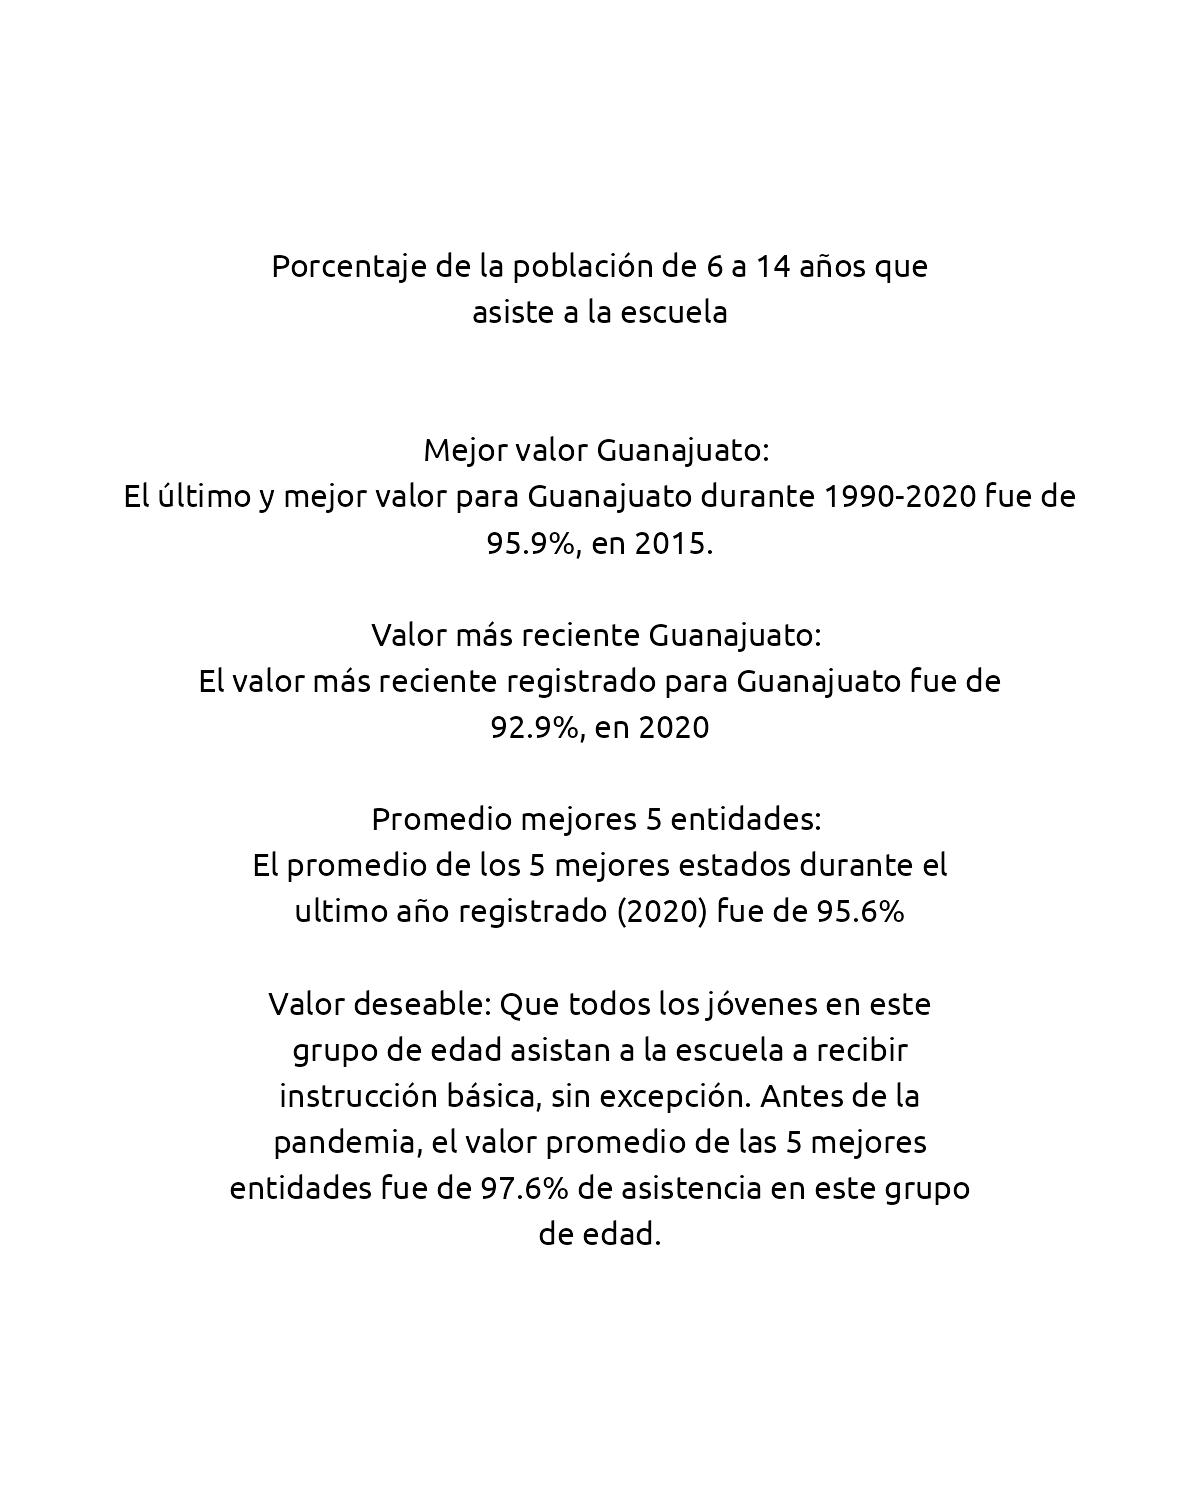 Porcentaje de la población de 6 a 14 años que
asiste a la escuela
Mejor valor Guanajuato:
El último y mejor valor para Guanajuato durante 1990-2020 fue de
95.9%, en 2015.
Valor más reciente Guanajuato:
El valor más reciente registrado para Guanajuato fue de
92.9%, en 2020
Promedio mejores 5 entidades:
El promedio de los 5 mejores estados durante el
ultimo año registrado (2020) fue de 95.6%
Valor deseable: Que todos los jóvenes en este
grupo de edad asistan a la escuela a recibir
instrucción básica, sin excepción. Antes de la
pandemia, el valor promedio de las 5 mejores
entidades fue de 97.6% de asistencia en este grupo
de edad.